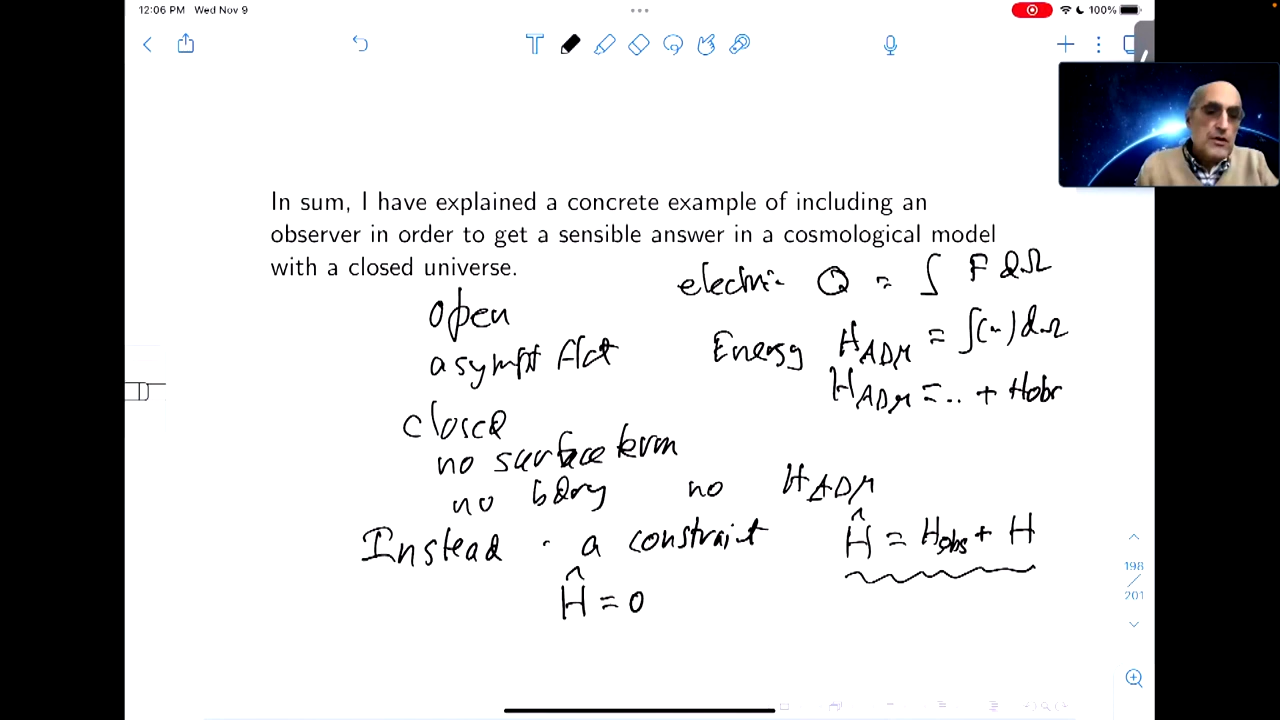 12:06 PM Wed Nov 9
100%
In sum, I have explained a concrete example of including an
observer in order to get a sensible answer in a cosmological model
with a closed universe.
electric Q = ∫ F dΩ
open
asympt flat
Energy H_ADM = ∫(~) dΩ
H_ADM = .. + Hobs
closed
no surface term
no bdry no H_ADM
Instead · a constraint Ĥ = H_obs + H
Ĥ = 0
198
201